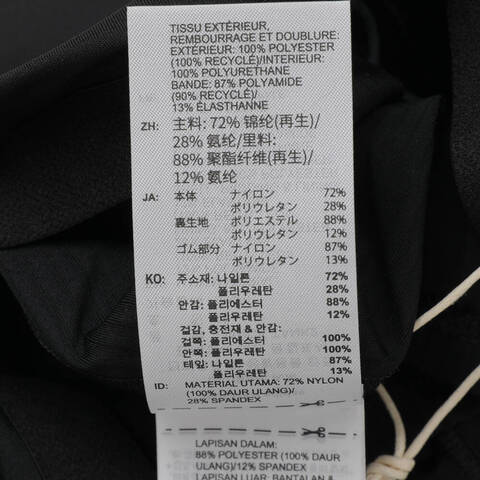 TISSU EXTÉRIEUR,
REMBOURRAGE ET DOUBLURE:
EXTÉRIEUR: 100% POLYESTER
(100% RECYCLÉ)/INTERIEUR:
100% POLYURETHANE
BANDE: 87% POLYAMIDE
(90% RECYCLÉ)/
13% ÉLASTHANNE
ZH: 主料: 72% 锦纶(再生)/
28% 氨纶/里料:
88% 聚酯纤维(再生)/
12% 氨纶
JA: 本体 ナイロン 72%
ポリウレタン 28%
裏生地 ポリエステル 88%
ポリウレタン 12%
ゴム部分 ナイロン 87%
ポリウレタン 13%
KO: 주소재: 나일론 72%
폴리우레탄 28%
안감: 폴리에스터 88%
폴리우레탄 12%
겉감, 충전재 & 안감:
겉쪽: 폴리에스터 100%
안쪽: 폴리우레탄 100%
테잎: 나일론 87%
폴리우레탄 13%
ID: MATERIAL UTAMA: 72% NYLON
(100% DAUR ULANG)/
28% SPANDEX
LAPISAN DALAM:
88% POLYESTER (100% DAUR
ULANG)/12% SPANDEX
LAPISAN LUAR, BANTALAN &